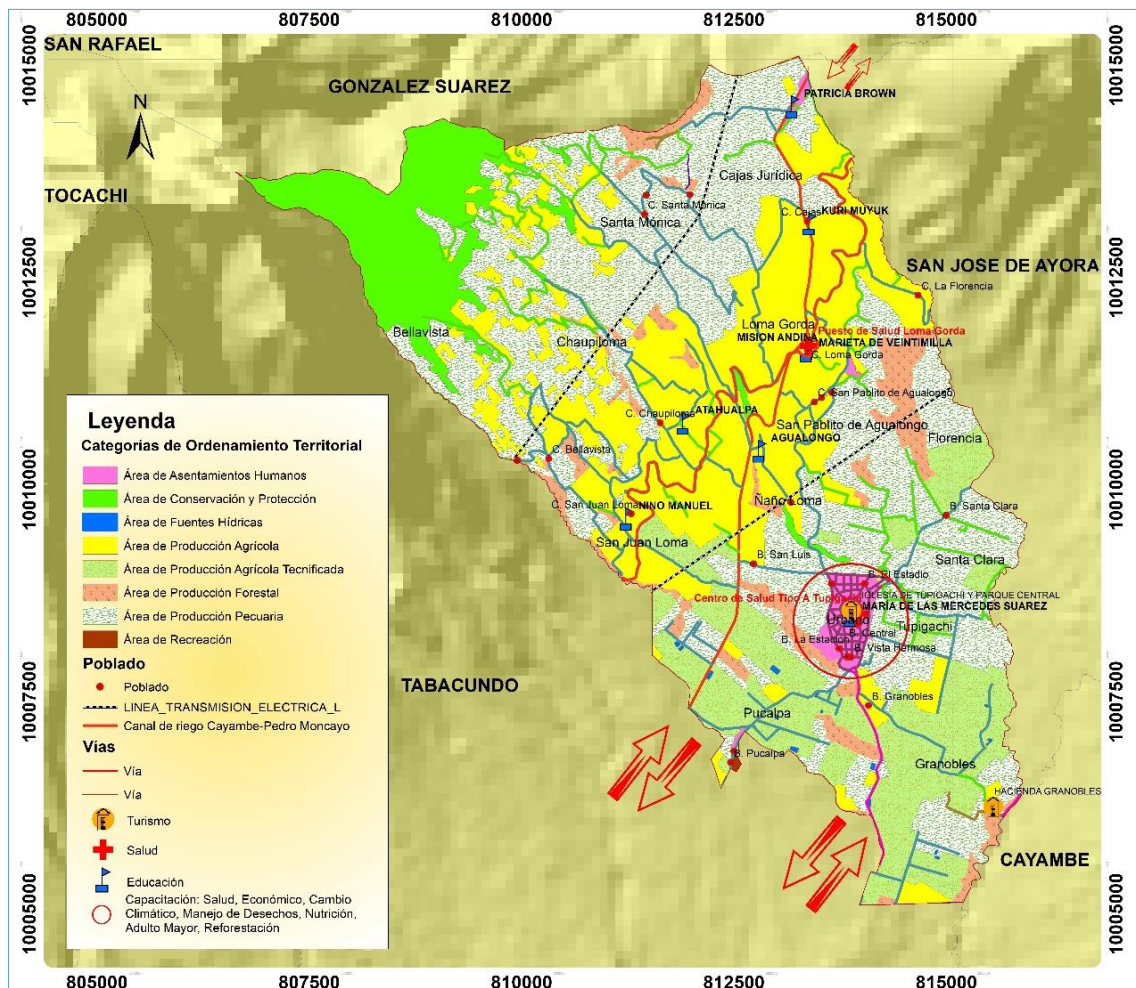 805000 807500 810000 812500 815000
SAN RAFAEL
GONZALEZ SUAREZ
PATRICIA BROWN
10015000
10015000
N
TOCACHI
Cajas Jurídica
C. Santa Mónica
Santa Mónica
C. Cajas
KURI MUYUK
10012500
10012500
SAN JOSE DE AYORA
C. La Florencia
Bellavista
Chaupiloma
Loma Gorda
Puesto de Salud Loma Gorda
MISION ANDINA
MARIETA DE VEINTIMILLA
C. Loma Gorda
C. San Pablito de Agualongo
C. Chaupiloma
ATAHUALPA
San Pablito de Agualongo
AGUALONGO
Florencia
C. Bellavista
10010000
10010000
C. San Juan Loma
NINO MANUEL
Ñaño Loma
B. Santa Clara
San Juan Loma
B. San Luis
Santa Clara
B. El Estadio
Centro de Salud Tipo A Tupigachi
IGLESIA DE TUPIGACHI Y PARQUE CENTRAL
MARIA DE LAS MERCEDES SUAREZ
Urbano
Tupigachi
B. Central
B. La Estacion
B. Vista Hermosa
TABACUNDO
10007500
10007500
B. Granobles
Pucalpa
B. Pucalpa
Granobles
HACIENDA GRANOBLES
CAYAMBE
10005000
10005000
Leyenda
Categorías de Ordenamiento Territorial
Área de Asentamientos Humanos
Área de Conservación y Protección
Área de Fuentes Hídricas
Área de Producción Agrícola
Área de Producción Agrícola Tecnificada
Área de Producción Forestal
Área de Producción Pecuaria
Área de Recreación
Poblado
Poblado
LINEA_TRANSMISION_ELECTRICA_L
Canal de riego Cayambe-Pedro Moncayo
Vías
Vía
Vía
Turismo
Salud
Educación
Capacitación: Salud, Económico, Cambio
Climático, Manejo de Desechos, Nutrición,
Adulto Mayor, Reforestación
805000 807500 810000 812500 815000